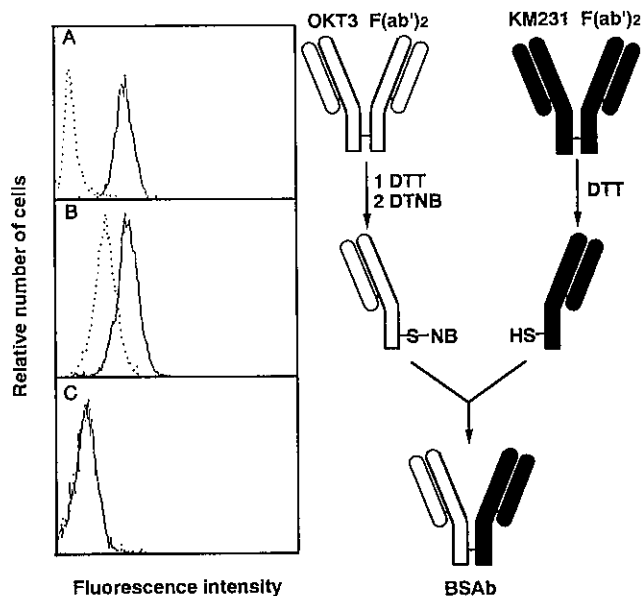 OKT3 F(ab')2
KM231 F(ab')2
A
B
C
Relative number of cells
Fluorescence intensity
1 DTT
2 DTNB
DTT
S-NB
HS
BSAb